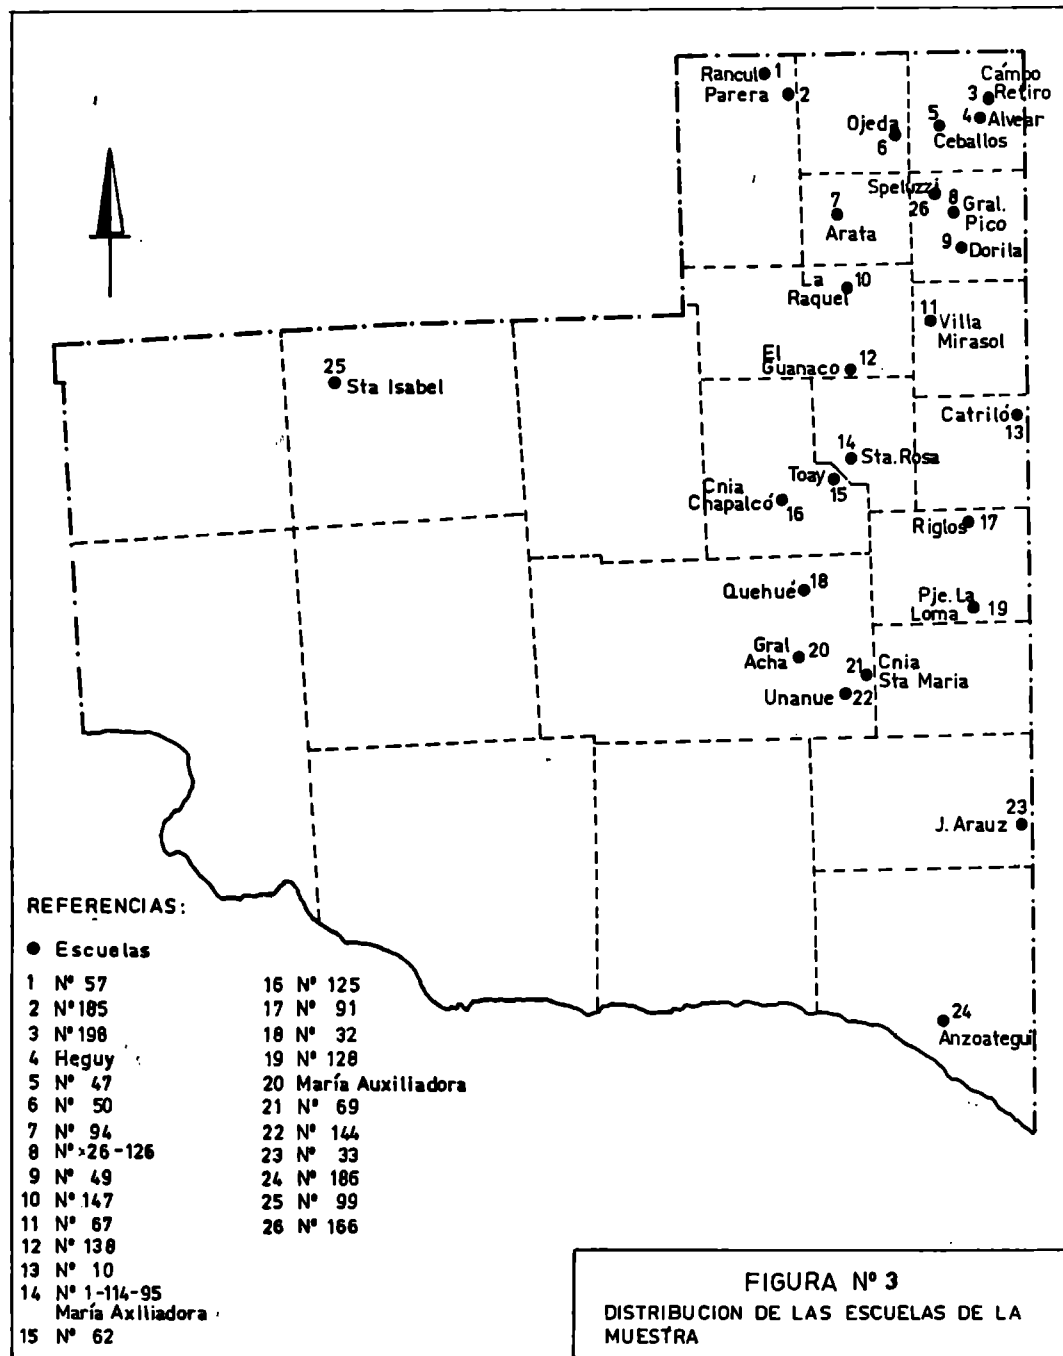 Rancul 1
Parera 2
Campo
3 Retiro
4 Alvear
5
Ceballos
Ojeda
6
Speluzzi
26
8 Gral.
Pico
7
Arata
9 Dorila
La
Raquel
10
11 Villa
Mirasol
El
Guanaco
12
25
Sta Isabel
Catriló
13
14
Sta. Rosa
Toay
15
Cnia
Chapalcó
16
Riglos 17
Quehué 18
Pje. La
Loma 19
Gral
Acha
20
21 Cnia
Sta Maria
Unanue 22
23
J. Arauz
24
Anzoategui
REFERENCIAS:
Escuelas
1 Nº 57
2 Nº 185
3 Nº 198
4 Heguy
5 Nº 47
6 Nº 50
7 Nº 94
8 Nº 26-126
9 Nº 49
10 Nº 147
11 Nº 67
12 Nº 138
13 Nº 10
14 Nº 1-114-95
María Axiliadora
15 Nº 62
16 Nº 125
17 Nº 91
18 Nº 32
19 Nº 128
20 María Auxiliadora
21 Nº 69
22 Nº 144
23 Nº 33
24 Nº 186
25 Nº 99
26 Nº 166
FIGURA Nº 3
DISTRIBUCION DE LAS ESCUELAS DE LA
MUESTRA